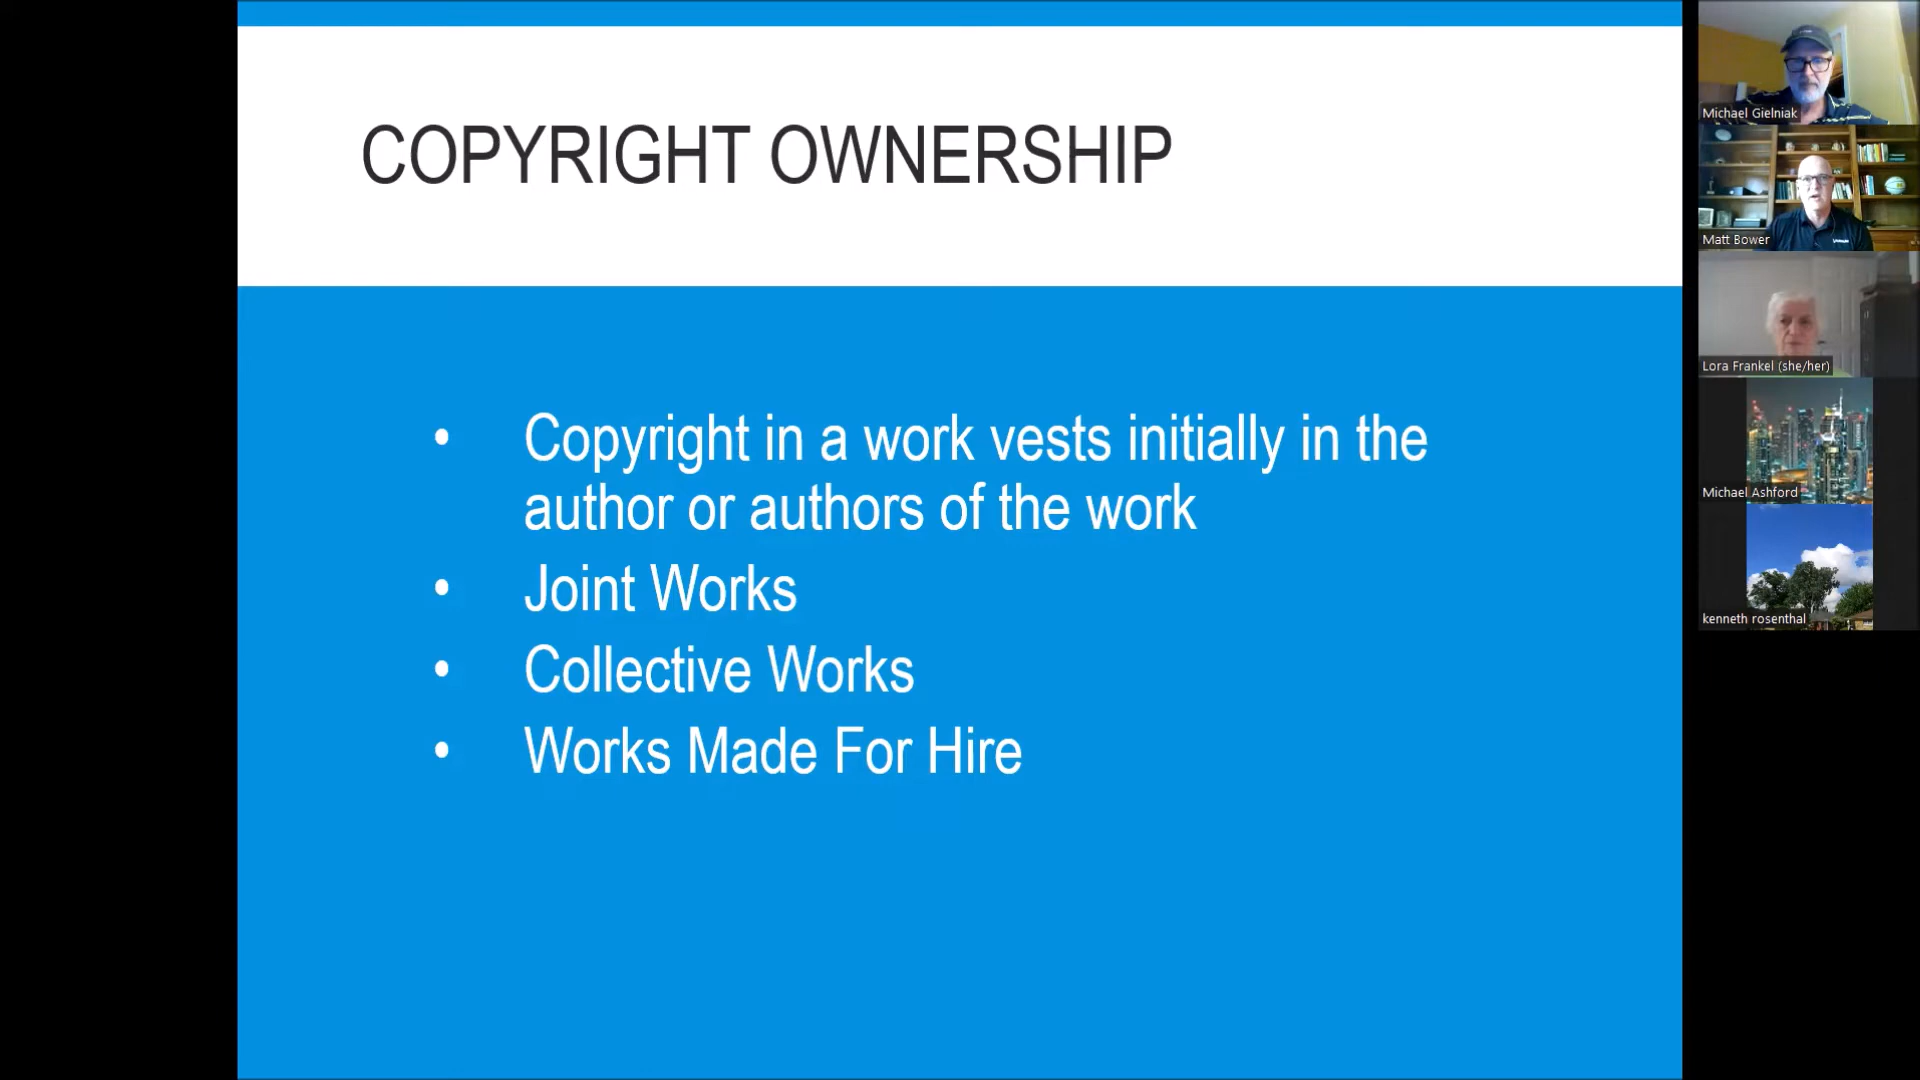 COPYRIGHT OWNERSHIP
• Copyright in a work vests initially in the
author or authors of the work
• Joint Works
• Collective Works
• Works Made For Hire
Michael Gielniak
Matt Bower
Lora Frankel (she/her)
Michael Ashford
kenneth rosenthal